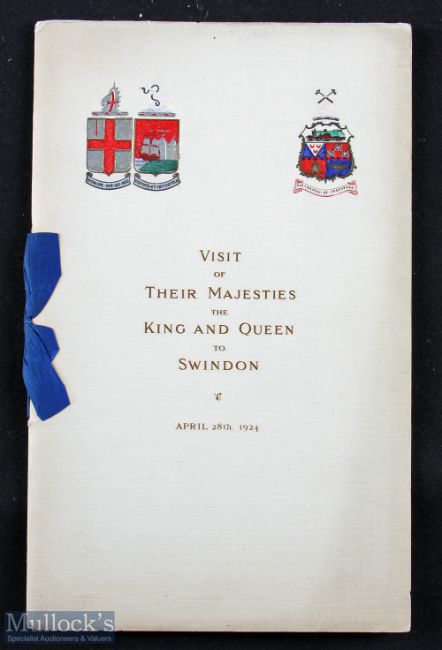 VISIT
OF
THEIR MAJESTIES
THE
KING AND QUEEN
TO
SWINDON
APRIL 28th. 1924
Mullock's
Specialist Auctioneers & Valuers